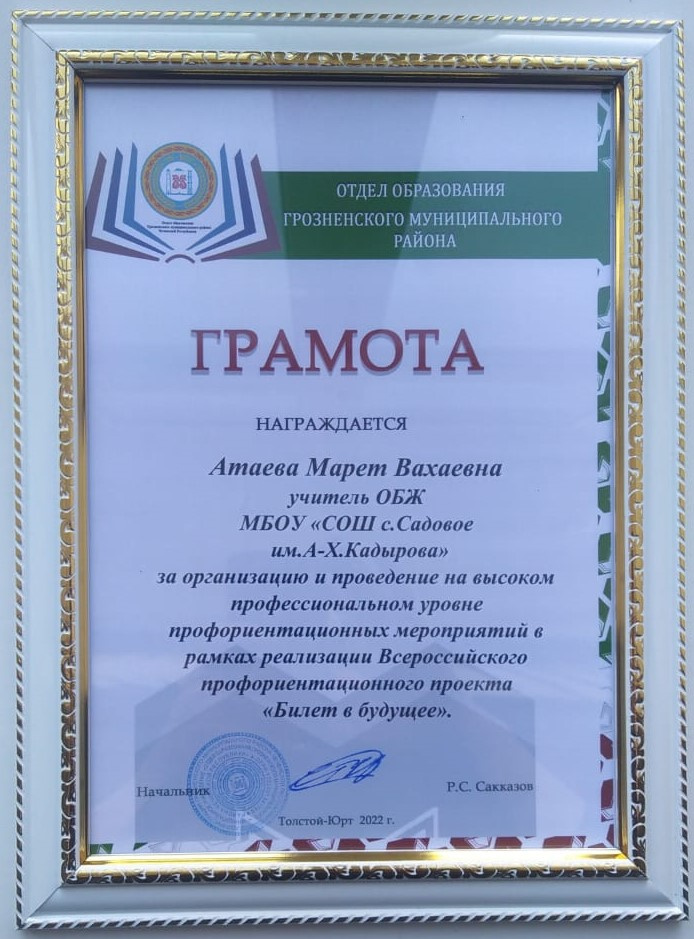 ОТДЕЛ ОБРАЗОВАНИЯ
ГРОЗНЕНСКОГО МУНИЦИПАЛЬНОГО
РАЙОНА
ГРАМОТА
НАГРАЖДАЕТСЯ
Атаева Марет Вахаевна
учитель ОБЖ
МБОУ «СОШ с.Садовое
им.А-Х.Кадырова»
за организацию и проведение на высоком
профессиональном уровне
профориентационных мероприятий в
рамках реализации Всероссийского
профориентационного проекта
«Билет в будущее».
Начальник
Р.С. Сакказов
Толстой-Юрт 2022 г.